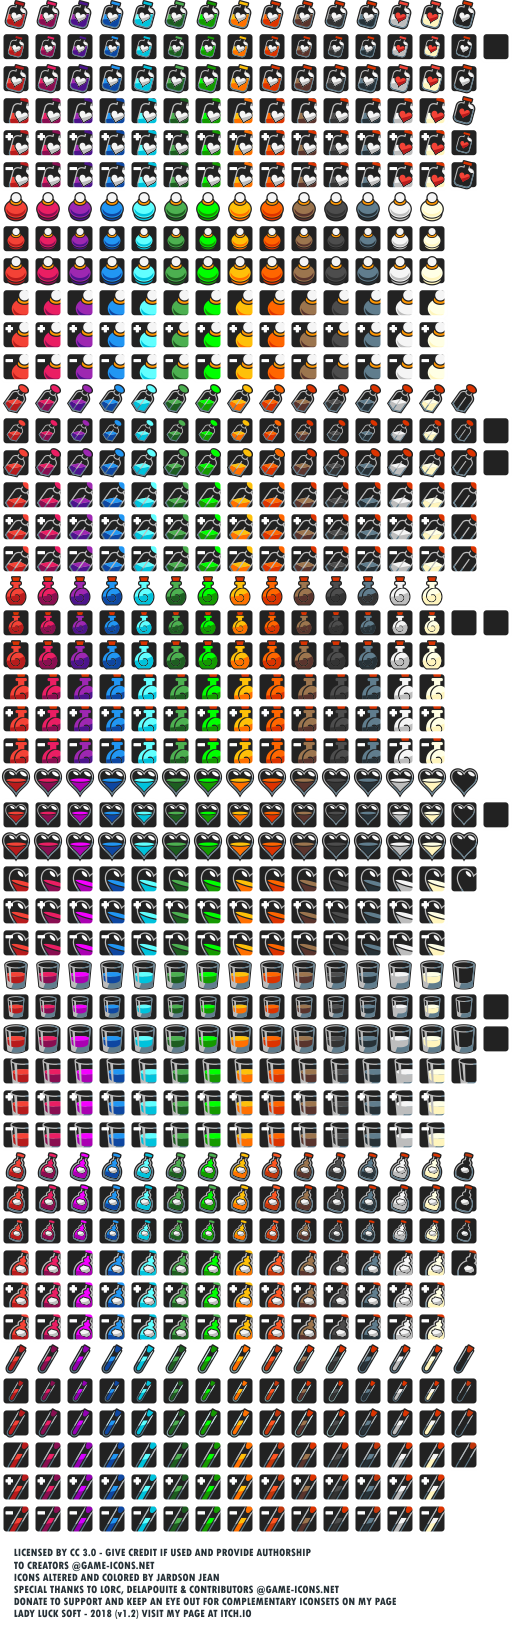 LICENSED BY CC 3.0 - GIVE CREDIT IF USED AND PROVIDE AUTHORSHIP
TO CREATORS @GAME-ICONS.NET
ICONS ALTERED AND COLORED BY JARDSON JEAN
SPECIAL THANKS TO LORC, DELAPOUITE & CONTRIBUTORS @GAME-ICONS.NET
DONATE TO SUPPORT AND KEEP AN EYE OUT FOR COMPLEMENTARY ICONSETS ON MY PAGE
LADY LUCK SOFT - 2018 (v1.2) VISIT MY PAGE AT ITCH.IO